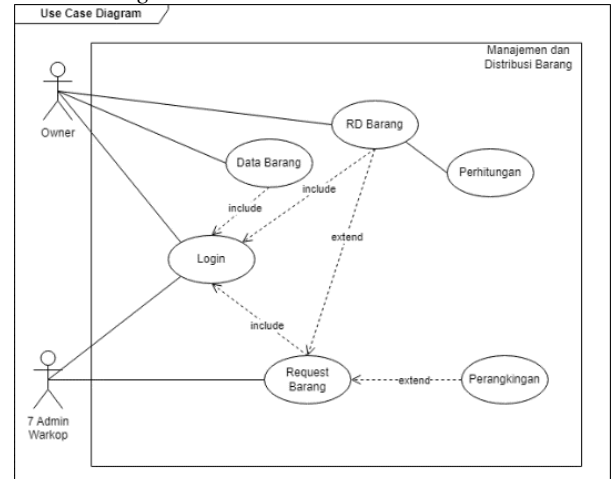 Use Case Diagram
Manajemen dan
Distribusi Barang
Owner
RD Barang
Data Barang
Perhitungan
include
include
extend
Login
include
Request
Barang
extend
Perangkingan
7 Admin
Warkop